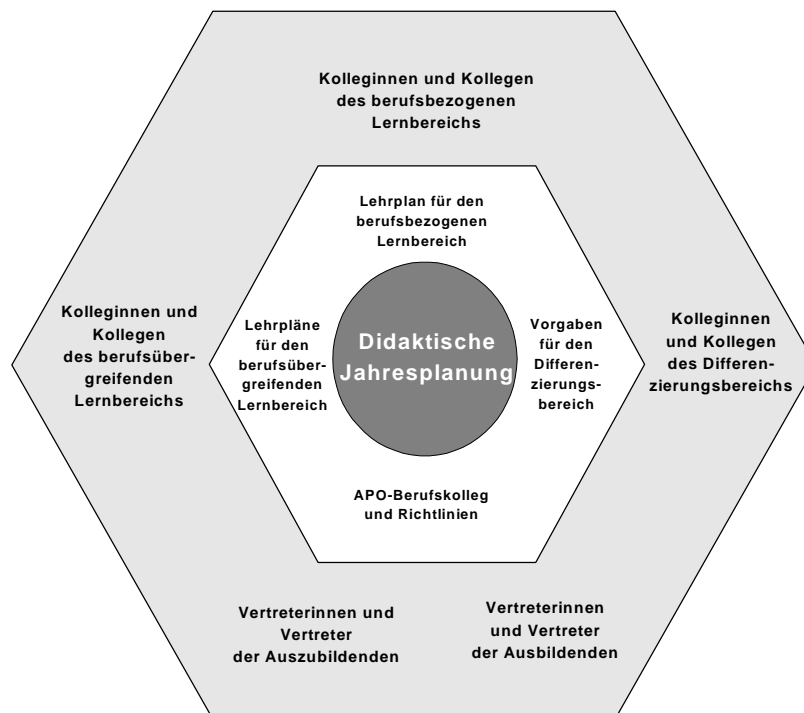 Kolleginnen und Kollegen
des berufsbezogenen
Lernbereichs
Lehrplan für den
berufsbezogenen
Lernbereich
Kolleginnen und
Kollegen
des berufsüber-
greifenden
Lernbereichs
Lehrpläne
für den
berufsüber-
greifenden
Lernbereich
Didaktische
Jahresplanung
Vorgaben
für den
Differen-
zierungs-
bereich
Kolleginnen
und Kollegen
des Differen-
zierungsbereichs
APO-Berufskolleg
und Richtlinien
Vertreterinnen und
Vertreter
der Auszubildenden
Vertreterinnen
und Vertreter
der Ausbildenden